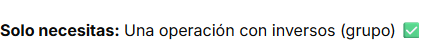 Solo necesitas: Una operación con inversos (grupo) ✅